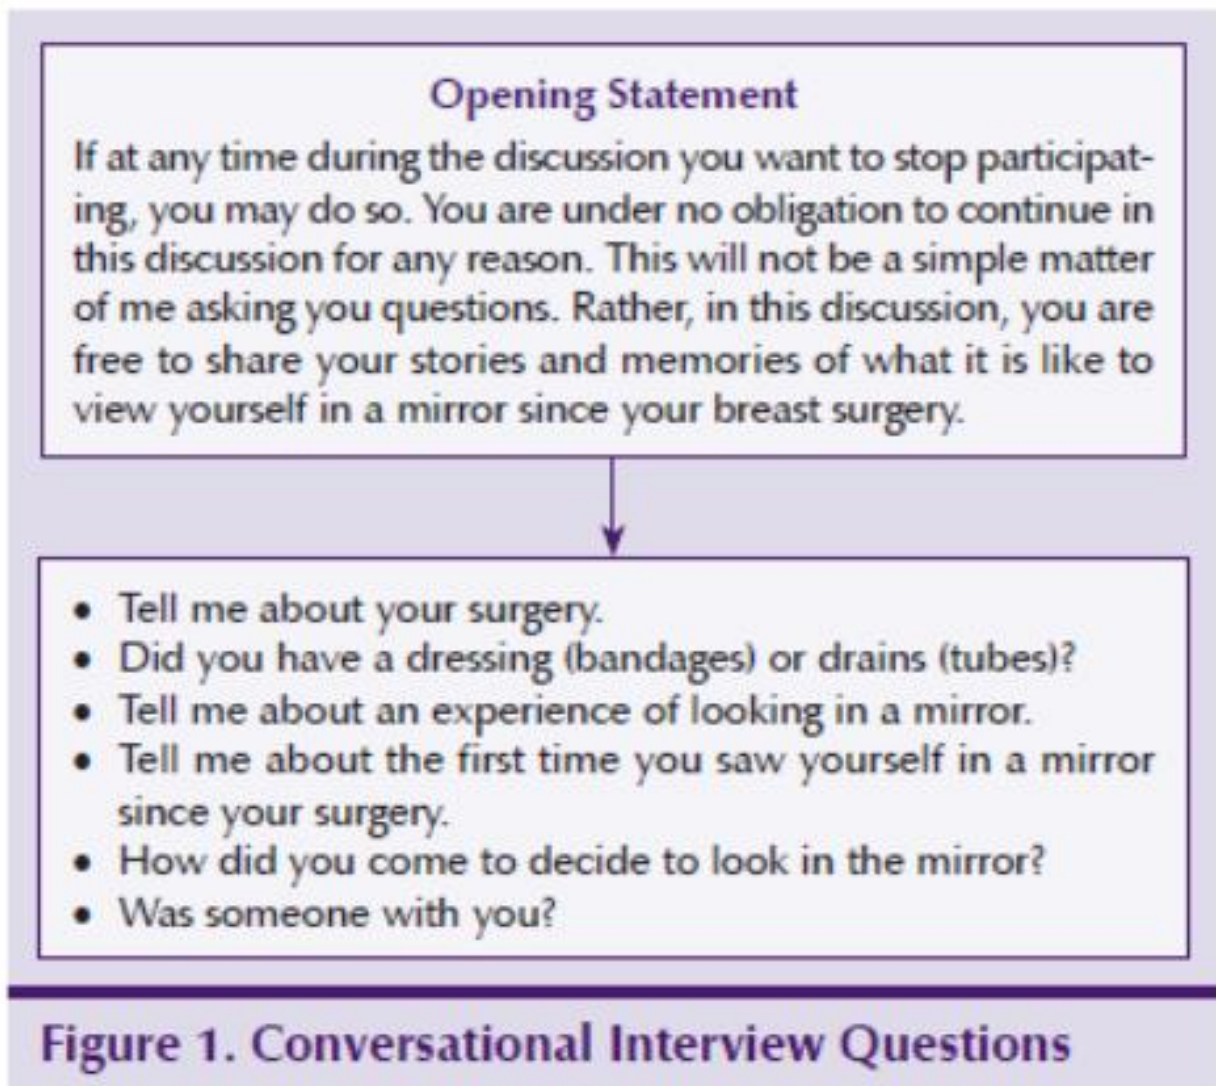 Opening Statement
If at any time during the discussion you want to stop participat-
ing, you may do so. You are under no obligation to continue in
this discussion for any reason. This will not be a simple matter
of me asking you questions. Rather, in this discussion, you are
free to share your stories and memories of what it is like to
view yourself in a mirror since your breast surgery.
• Tell me about your surgery.
• Did you have a dressing (bandages) or drains (tubes)?
• Tell me about an experience of looking in a mirror.
• Tell me about the first time you saw yourself in a mirror
since your surgery.
• How did you come to decide to look in the mirror?
• Was someone with you?
Figure 1. Conversational Interview Questions